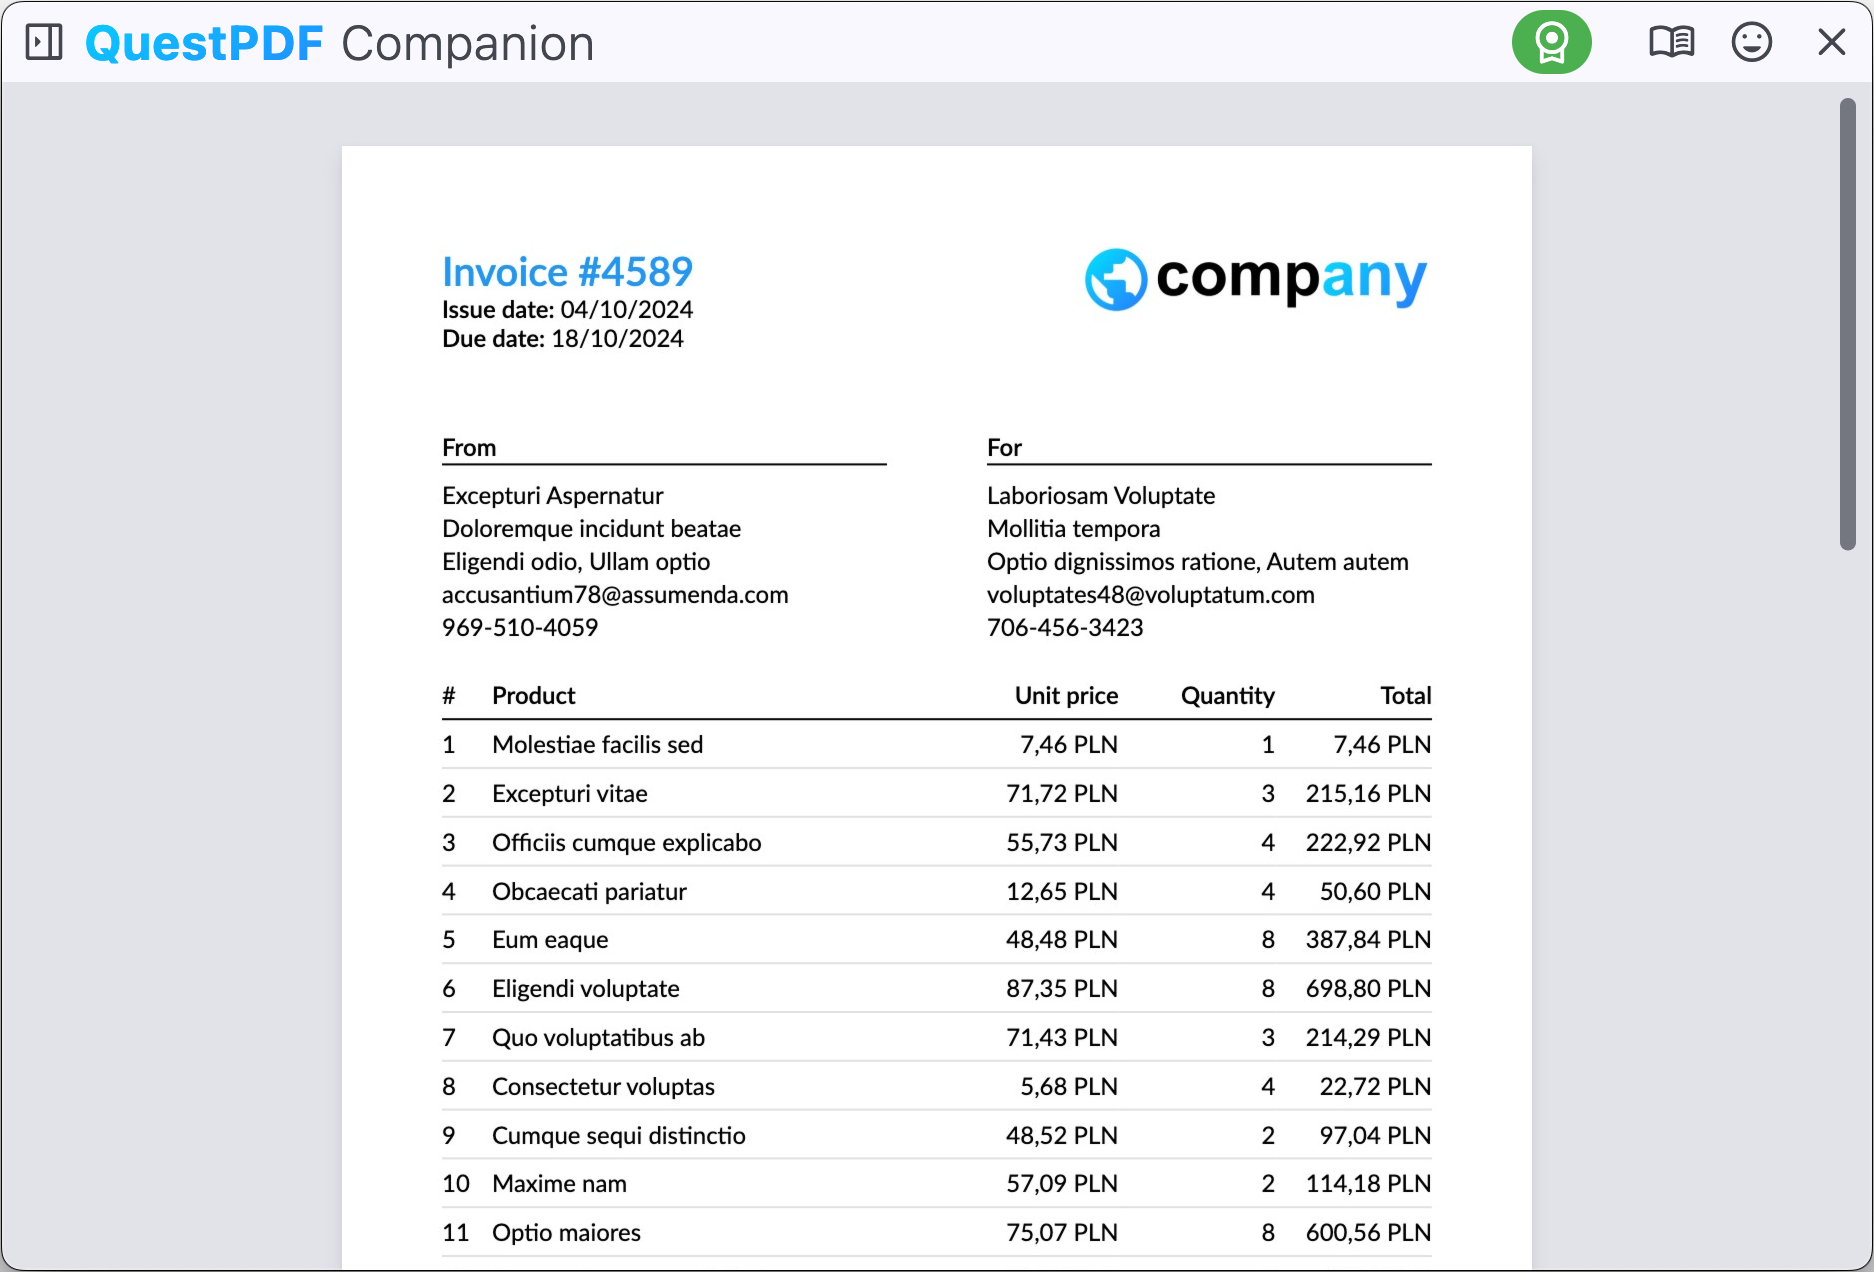 QuestPDF Companion
Invoice #4589
company
Issue date: 04/10/2024
Due date: 18/10/2024
From
Excepturi Aspernatur
Doloremque incidunt beatae
Eligendi odio, Ullam optio
accusantium78@assumenda.com
969-510-4059
For
Laboriosam Voluptate
Mollitia tempora
Optio dignissimos ratione, Autem autem
voluptates48@voluptatum.com
706-456-3423
# Product Unit price Quantity Total
1 Molestiae facilis sed 7,46 PLN 1 7,46 PLN
2 Excepturi vitae 71,72 PLN 3 215,16 PLN
3 Officiis cumque explicabo 55,73 PLN 4 222,92 PLN
4 Obcaecati pariatur 12,65 PLN 4 50,60 PLN
5 Eum eaque 48,48 PLN 8 387,84 PLN
6 Eligendi voluptate 87,35 PLN 8 698,80 PLN
7 Quo voluptatibus ab 71,43 PLN 3 214,29 PLN
8 Consectetur voluptas 5,68 PLN 4 22,72 PLN
9 Cumque sequi distinctio 48,52 PLN 2 97,04 PLN
10 Maxime nam 57,09 PLN 2 114,18 PLN
11 Optio maiores 75,07 PLN 8 600,56 PLN